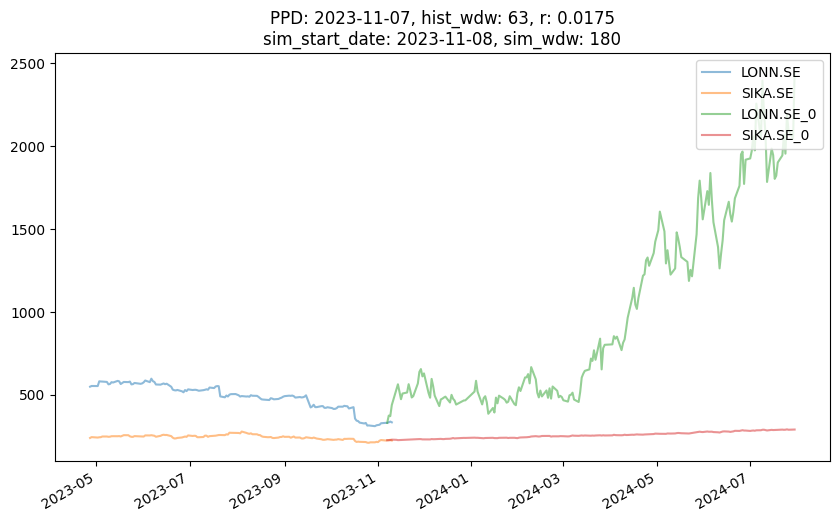 PPD: 2023-11-07, hist_wdw: 63, r: 0.0175
sim_start_date: 2023-11-08, sim_wdw: 180
2500
2000
1500
1000
500
LONN.SE
SIKA.SE
LONN.SE_0
SIKA.SE_0
2023-05
2023-07
2023-09
2023-11
2024-01
2024-03
2024-05
2024-07